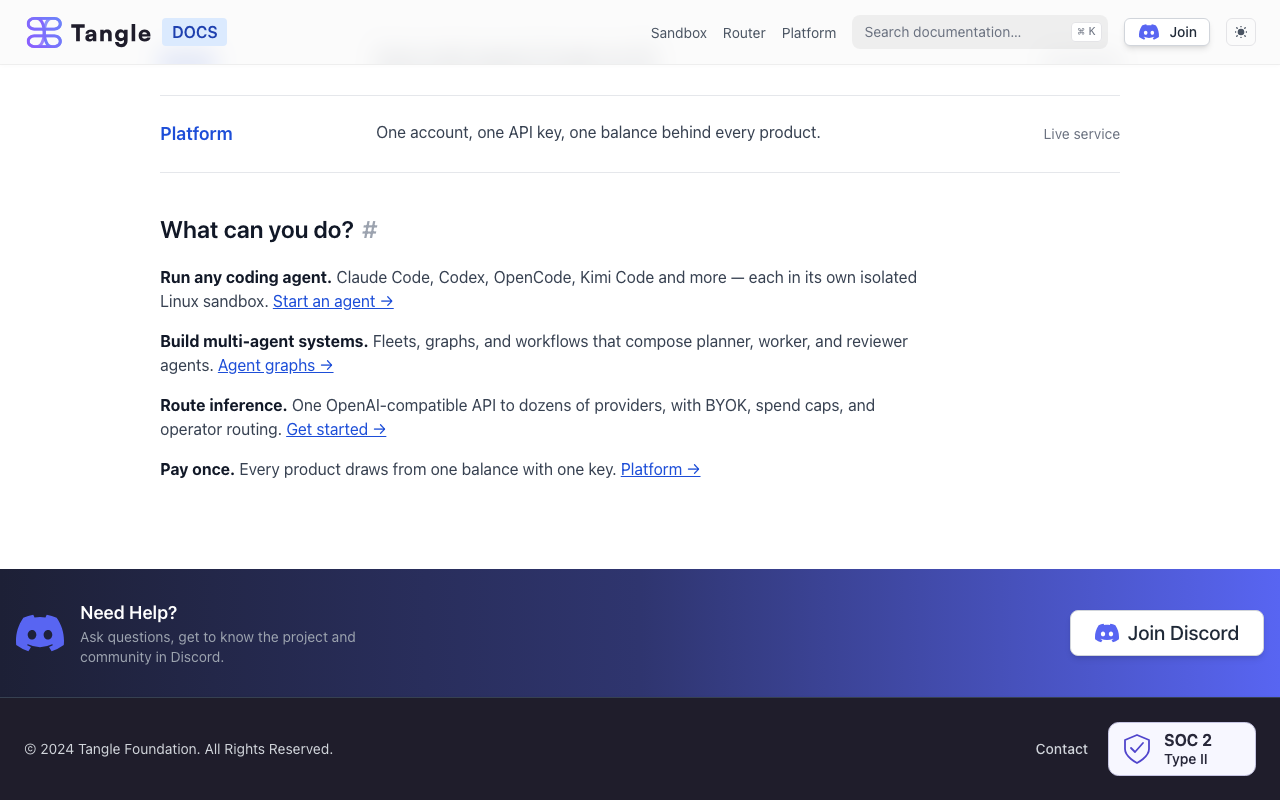 Tangle DOCS
Sandbox Router Platform Search documentation... ⌘ K Join
Platform One account, one API key, one balance behind every product. Live service
What can you do? #
Run any coding agent. Claude Code, Codex, OpenCode, Kimi Code and more — each in its own isolated
Linux sandbox. Start an agent →
Build multi-agent systems. Fleets, graphs, and workflows that compose planner, worker, and reviewer
agents. Agent graphs →
Route inference. One OpenAI-compatible API to dozens of providers, with BYOK, spend caps, and
operator routing. Get started →
Pay once. Every product draws from one balance with one key. Platform →
Need Help?
Ask questions, get to know the project and
community in Discord.
Join Discord
© 2024 Tangle Foundation. All Rights Reserved.
Contact
SOC 2
Type II